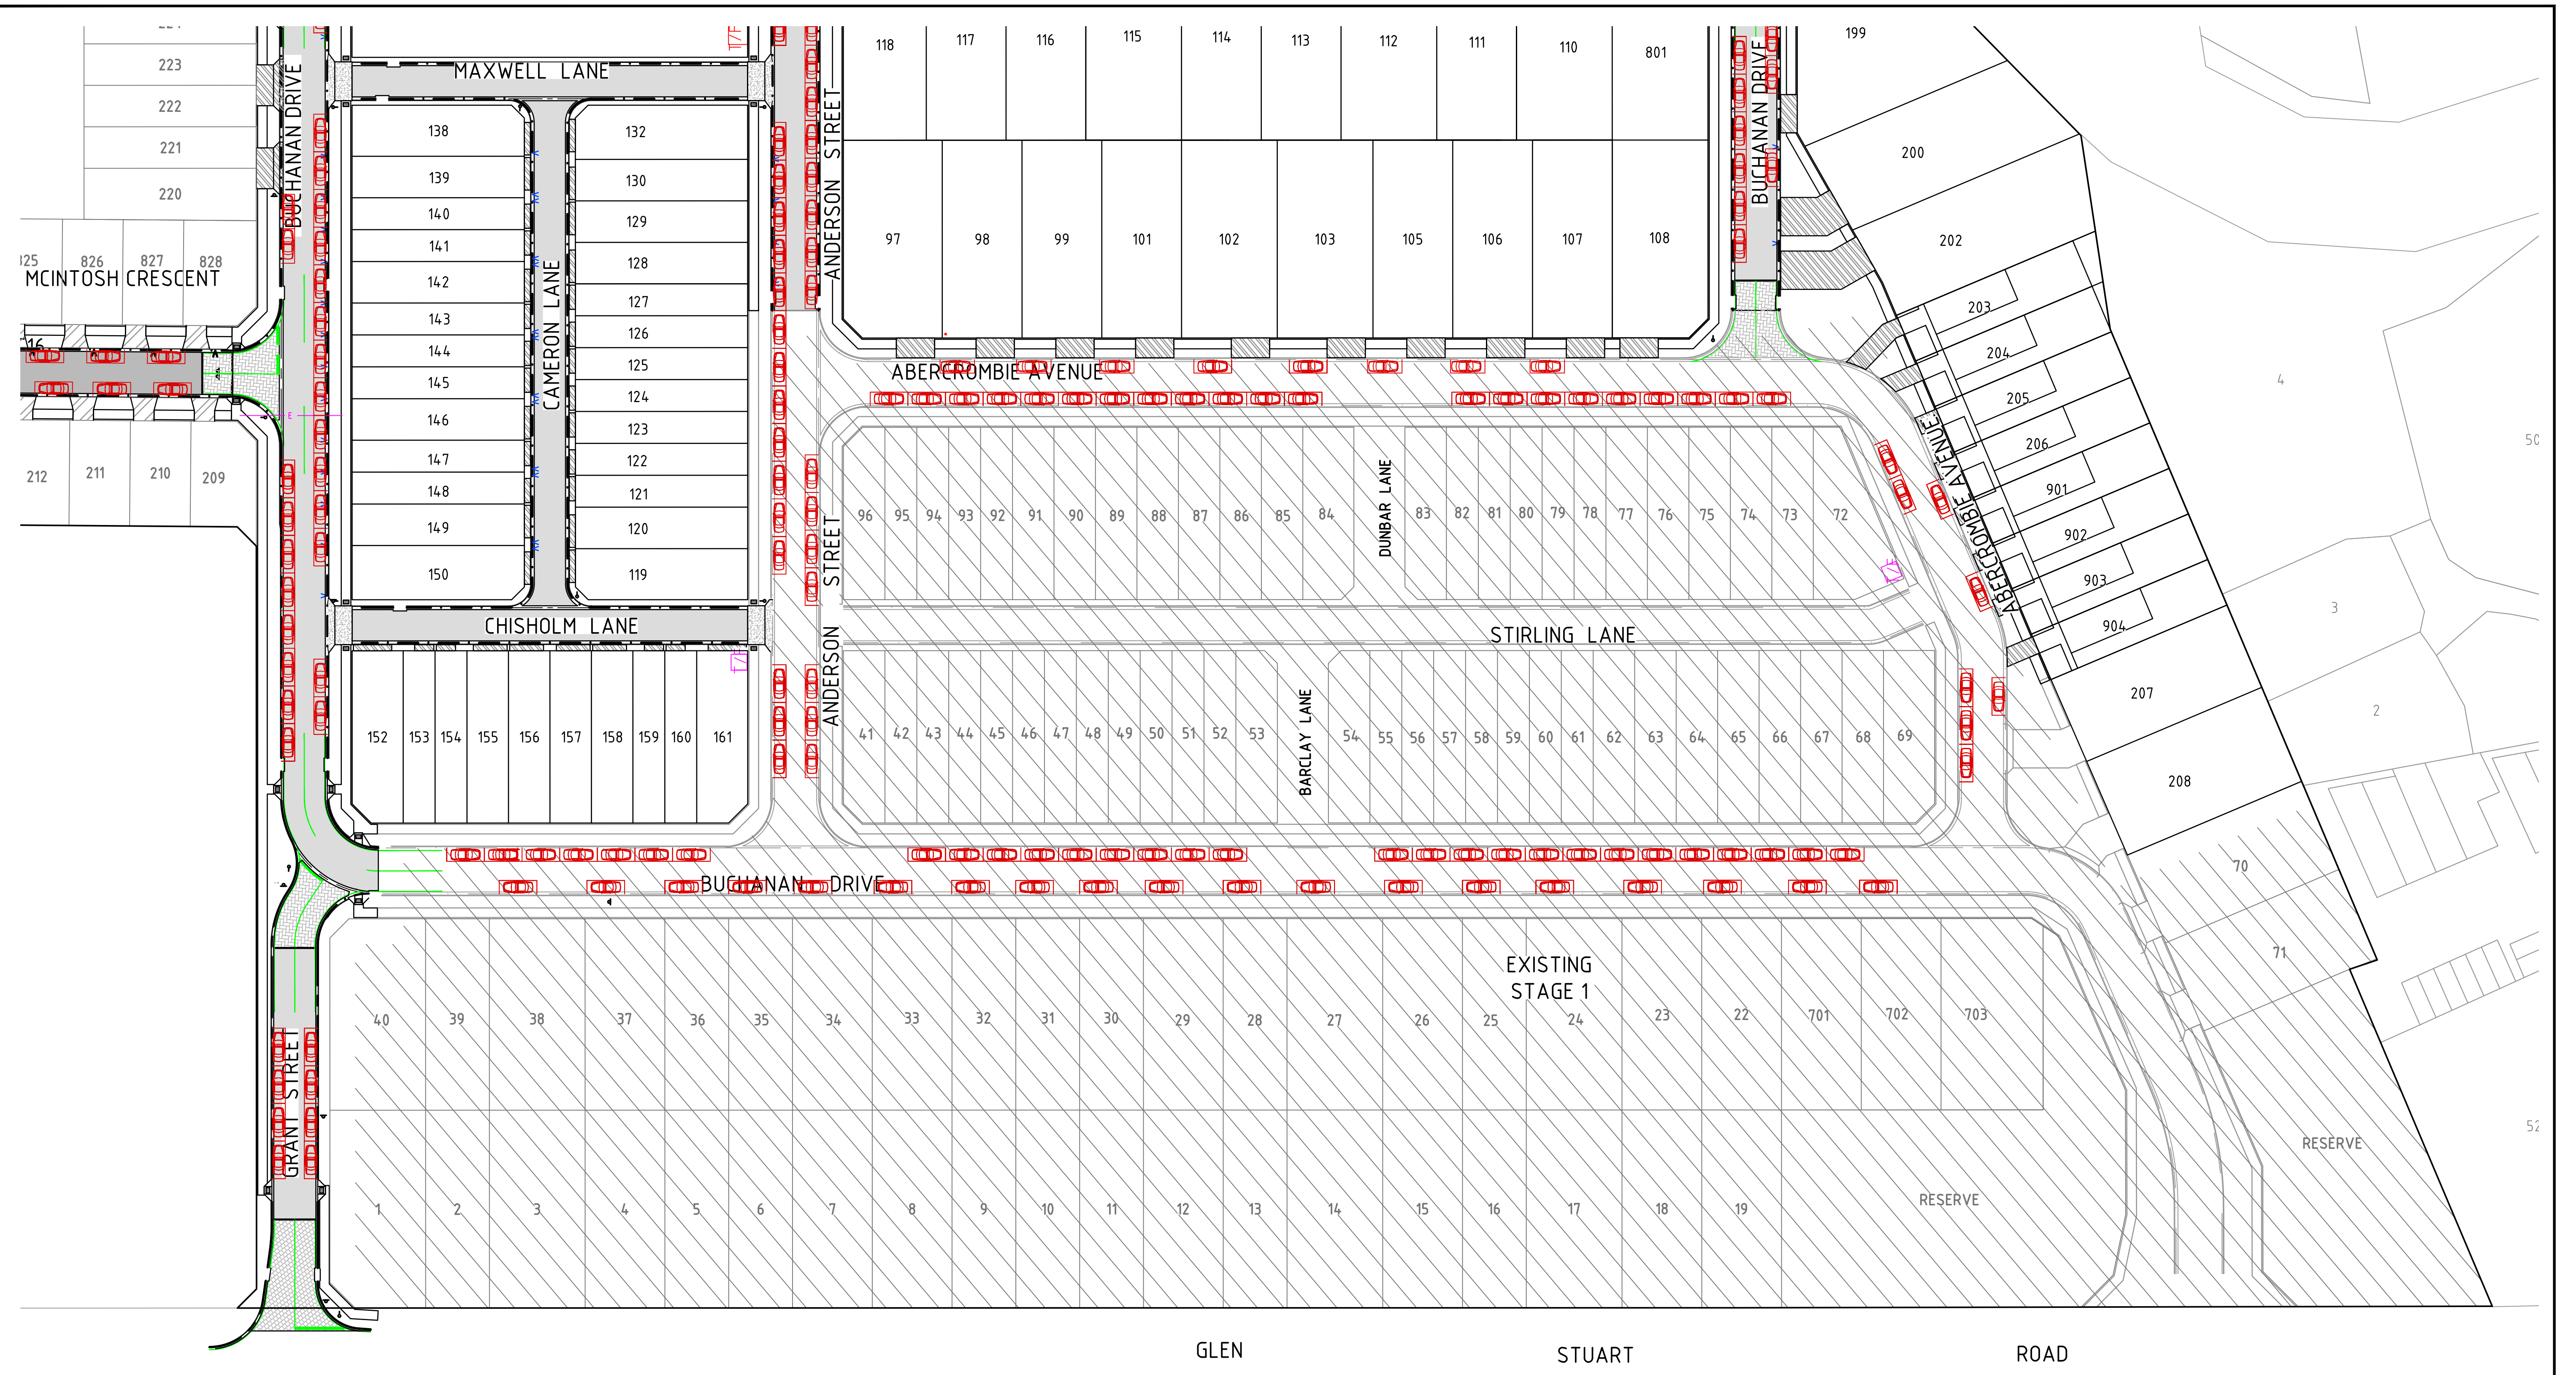 199
118 117 116 115 114 113 112 111 110 801
223
MAXWELL LANE
BUCHANAN DRIVE
BUCHANAN DRIVE
222
138 132
221
ANDERSON STREET
200
139 130
220
140 129
97 98 99 101 102 103 105 106 107 108
202
141
826 827 828
128
MCINTOSH CRESCENT
142
CAMERON LANE
127
203
143 126
16
144
204
125
ABERCROMBIE AVENUE
4
145
124
205
146 123
206
ABERCROMBIE AVENUE
147 122
212 211 210 209
148 121
901
DUNBAR LANE
96 95 94 93 92 91 90 89 88 87 86 85 84 83 82 81 80 79 78 77 76 75 74 73 72
149 120
902
ANDERSON STREET
150 119
903
3
CHISHOLM LANE
904
STIRLING LANE
ANDERSON
207
2
152 153 154 155 156 157 158 159 160 161
41 42 43 44 45 46 47 48 49 50 51 52 53
BARCLAY LANE
54 55 56 57 58 59 60 61 62 63 64 65 66 67 68 69
208
70
BUCHANAN DRIVE
71
EXISTING
STAGE 1
40 39 38 37 36 35 34 33 32 31 30 29 28 27 26 25 24 23 22 701 702 703
GRANT STREET
RESERVE
RESERVE
1 2 3 4 5 6 7 8 9 10 11 12 13 14 15 16 17 18 19
GLEN STUART ROAD